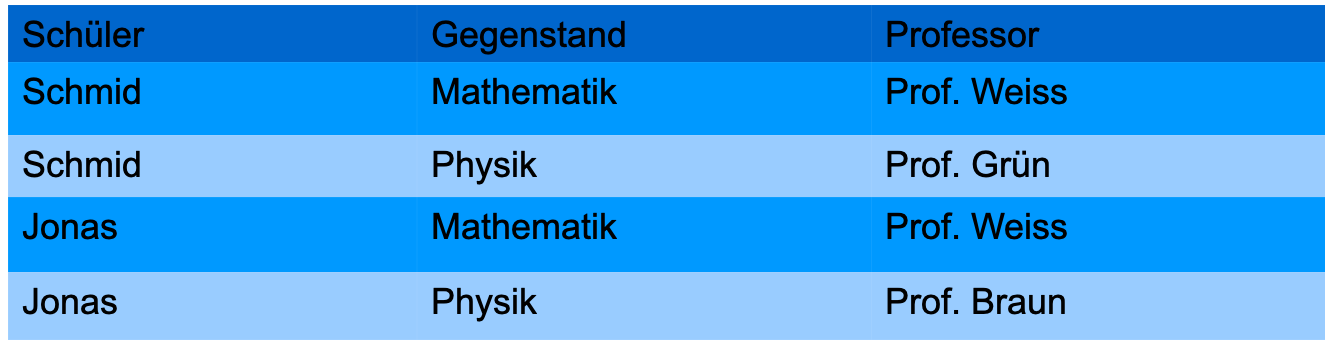 Schüler Gegenstand Professor
Schmid Mathematik Prof. Weiss
Schmid Physik Prof. Grün
Jonas Mathematik Prof. Weiss
Jonas Physik Prof. Braun